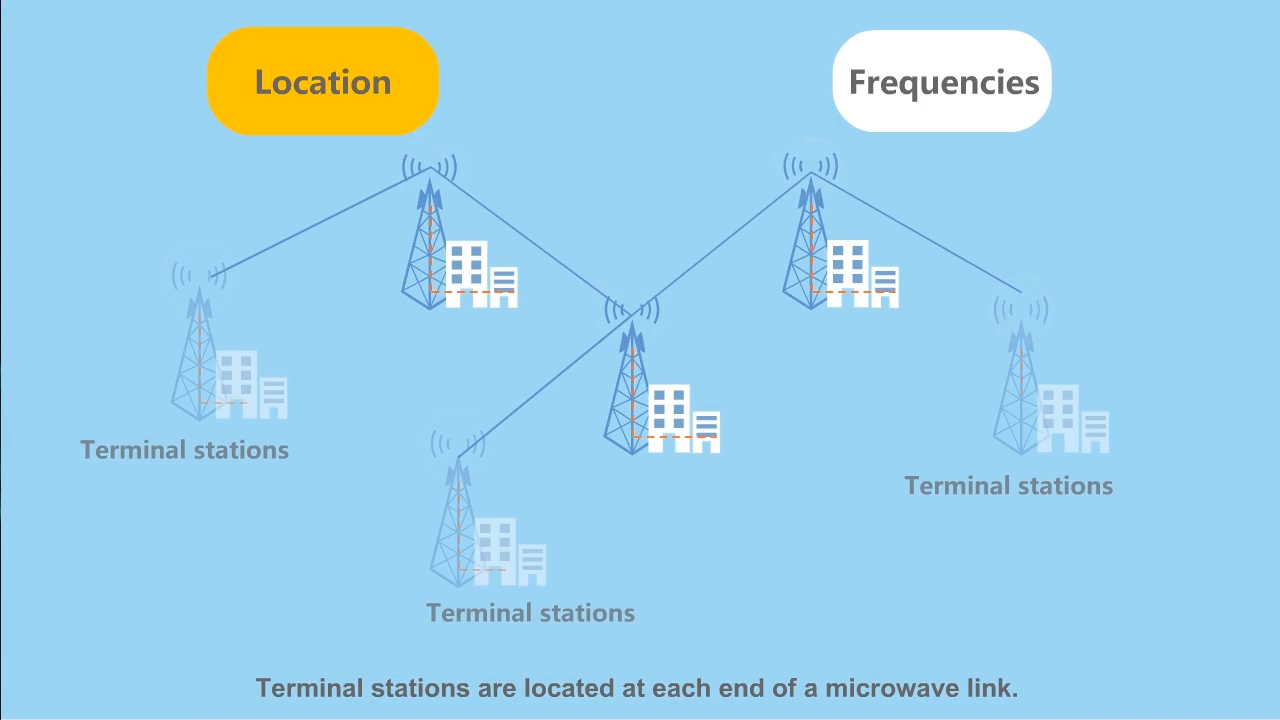 Location
Frequencies
Terminal stations
Terminal stations
Terminal stations
Terminal stations are located at each end of a microwave link.